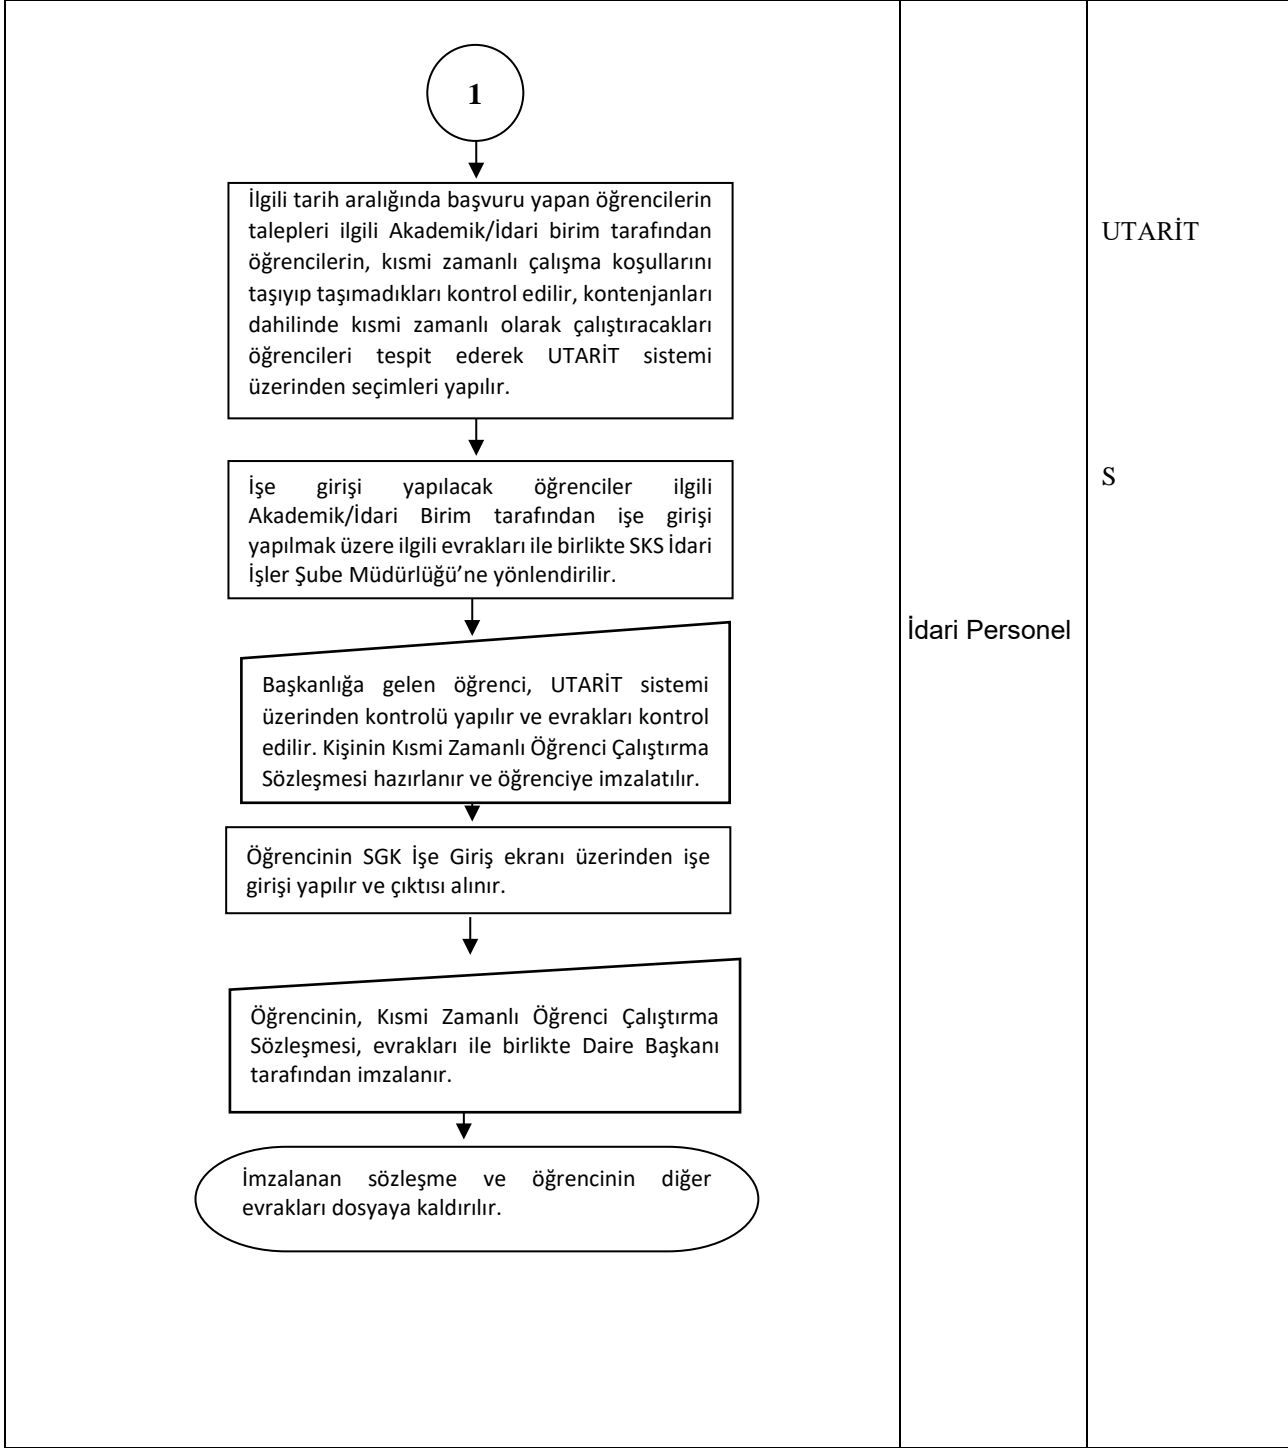 1
İlgili tarih aralığında başvuru yapan öğrencilerin
talepleri ilgili Akademik/İdari birim tarafından
öğrencilerin, kısmi zamanlı çalışma koşullarını
taşıyıp taşımadıkları kontrol edilir, kontenjanları
dahilinde kısmi zamanlı olarak çalıştıracakları
öğrencileri tespit ederek UTARİT sistemi
üzerinden seçimleri yapılır.
UTARİT
İşe girişi yapılacak öğrenciler ilgili
Akademik/İdari Birim tarafından işe girişi
yapılmak üzere ilgili evrakları ile birlikte SKS İdari
İşler Şube Müdürlüğü’ne yönlendirilir.
S
İdari Personel
Başkanlığa gelen öğrenci, UTARİT sistemi
üzerinden kontrolü yapılır ve evrakları kontrol
edilir. Kişinin Kısmi Zamanlı Öğrenci Çalıştırma
Sözleşmesi hazırlanır ve öğrenciye imzalatılır.
Öğrencinin SGK İşe Giriş ekranı üzerinden işe
girişi yapılır ve çıktısı alınır.
Öğrencinin, Kısmi Zamanlı Öğrenci Çalıştırma
Sözleşmesi, evrakları ile birlikte Daire Başkanı
tarafından imzalanır.
İmzalanan sözleşme ve öğrencinin diğer
evrakları dosyaya kaldırılır.